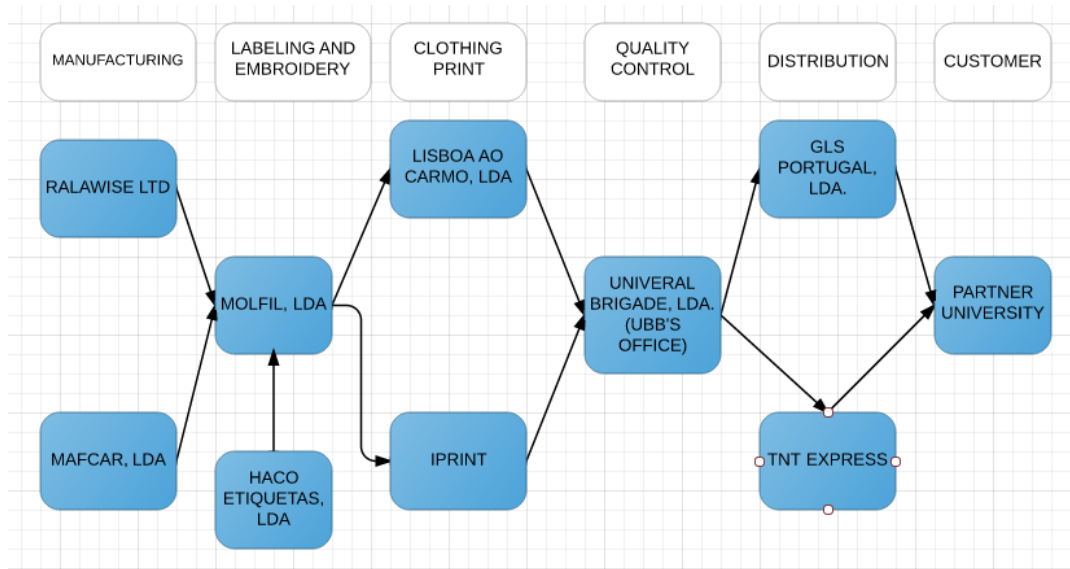 MANUFACTURING
LABELING AND
EMBROIDERY
CLOTHING
PRINT
QUALITY
CONTROL
DISTRIBUTION
CUSTOMER
RALAWISE LTD
MAFCAR, LDA
MOLFIL, LDA
HACO
ETIQUETAS,
LDA
LISBOA AO
CARMO, LDA
IPRINT
UNIVERAL
BRIGADE, LDA.
(UBB'S
OFFICE)
GLS
PORTUGAL,
LDA.
TNT EXPRESS
PARTNER
UNIVERSITY